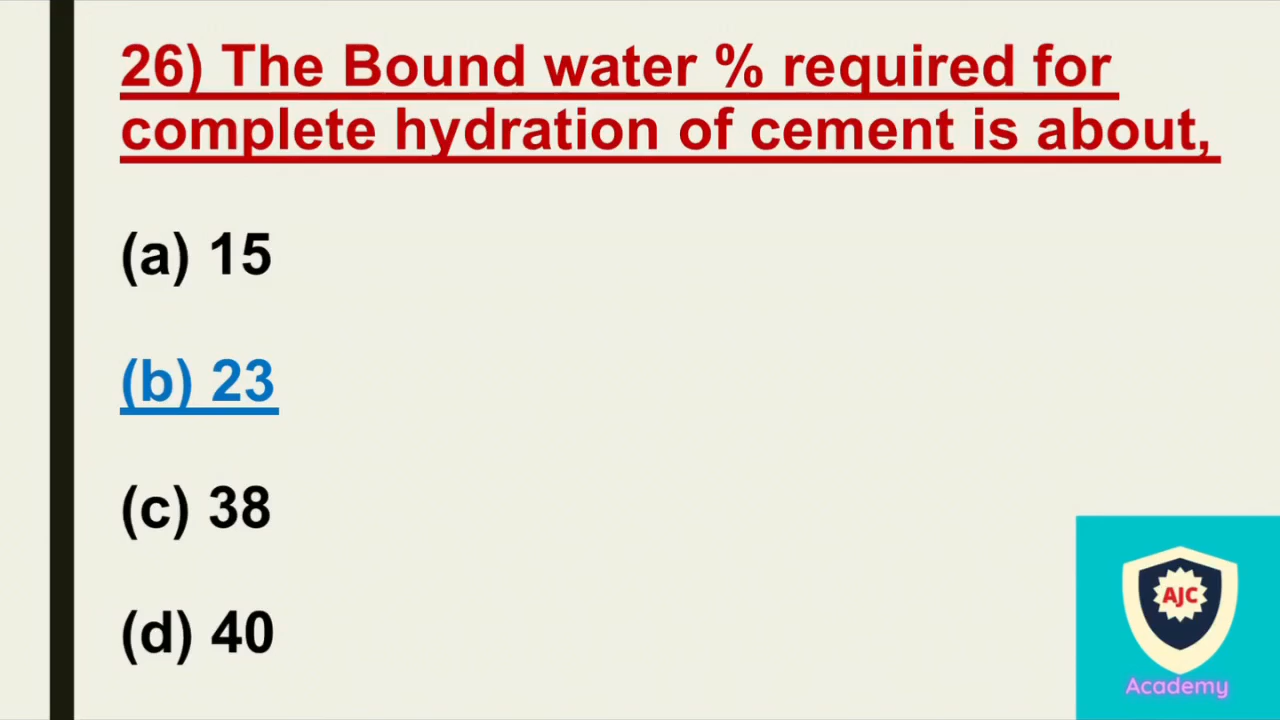 26) The Bound water % required for
complete hydration of cement is about,
(a) 15
(b) 23
(c) 38
(d) 40
AJC
Academy